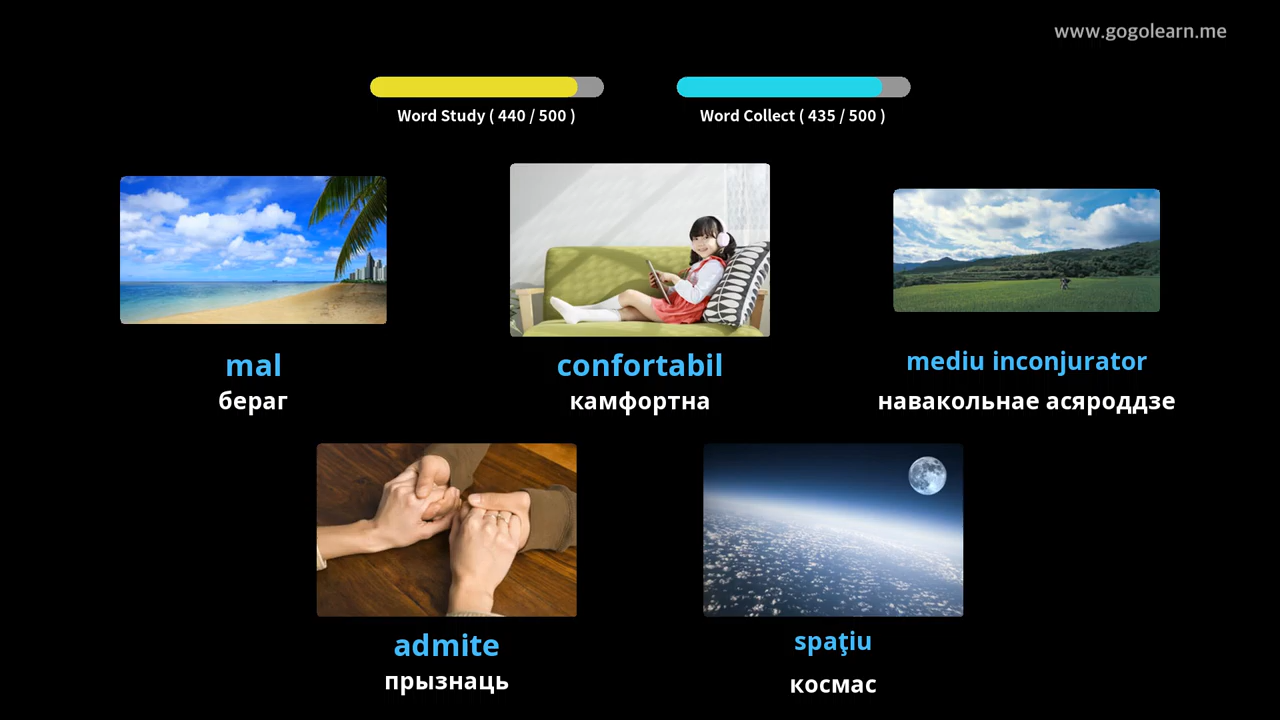 www.gogolearn.me
Word Study ( 440 / 500 )
Word Collect ( 435 / 500 )
mal
бераг
confortabil
камфортна
mediu inconjurator
навакольнае асяроддзе
admite
прызнаць
spaţiu
космас